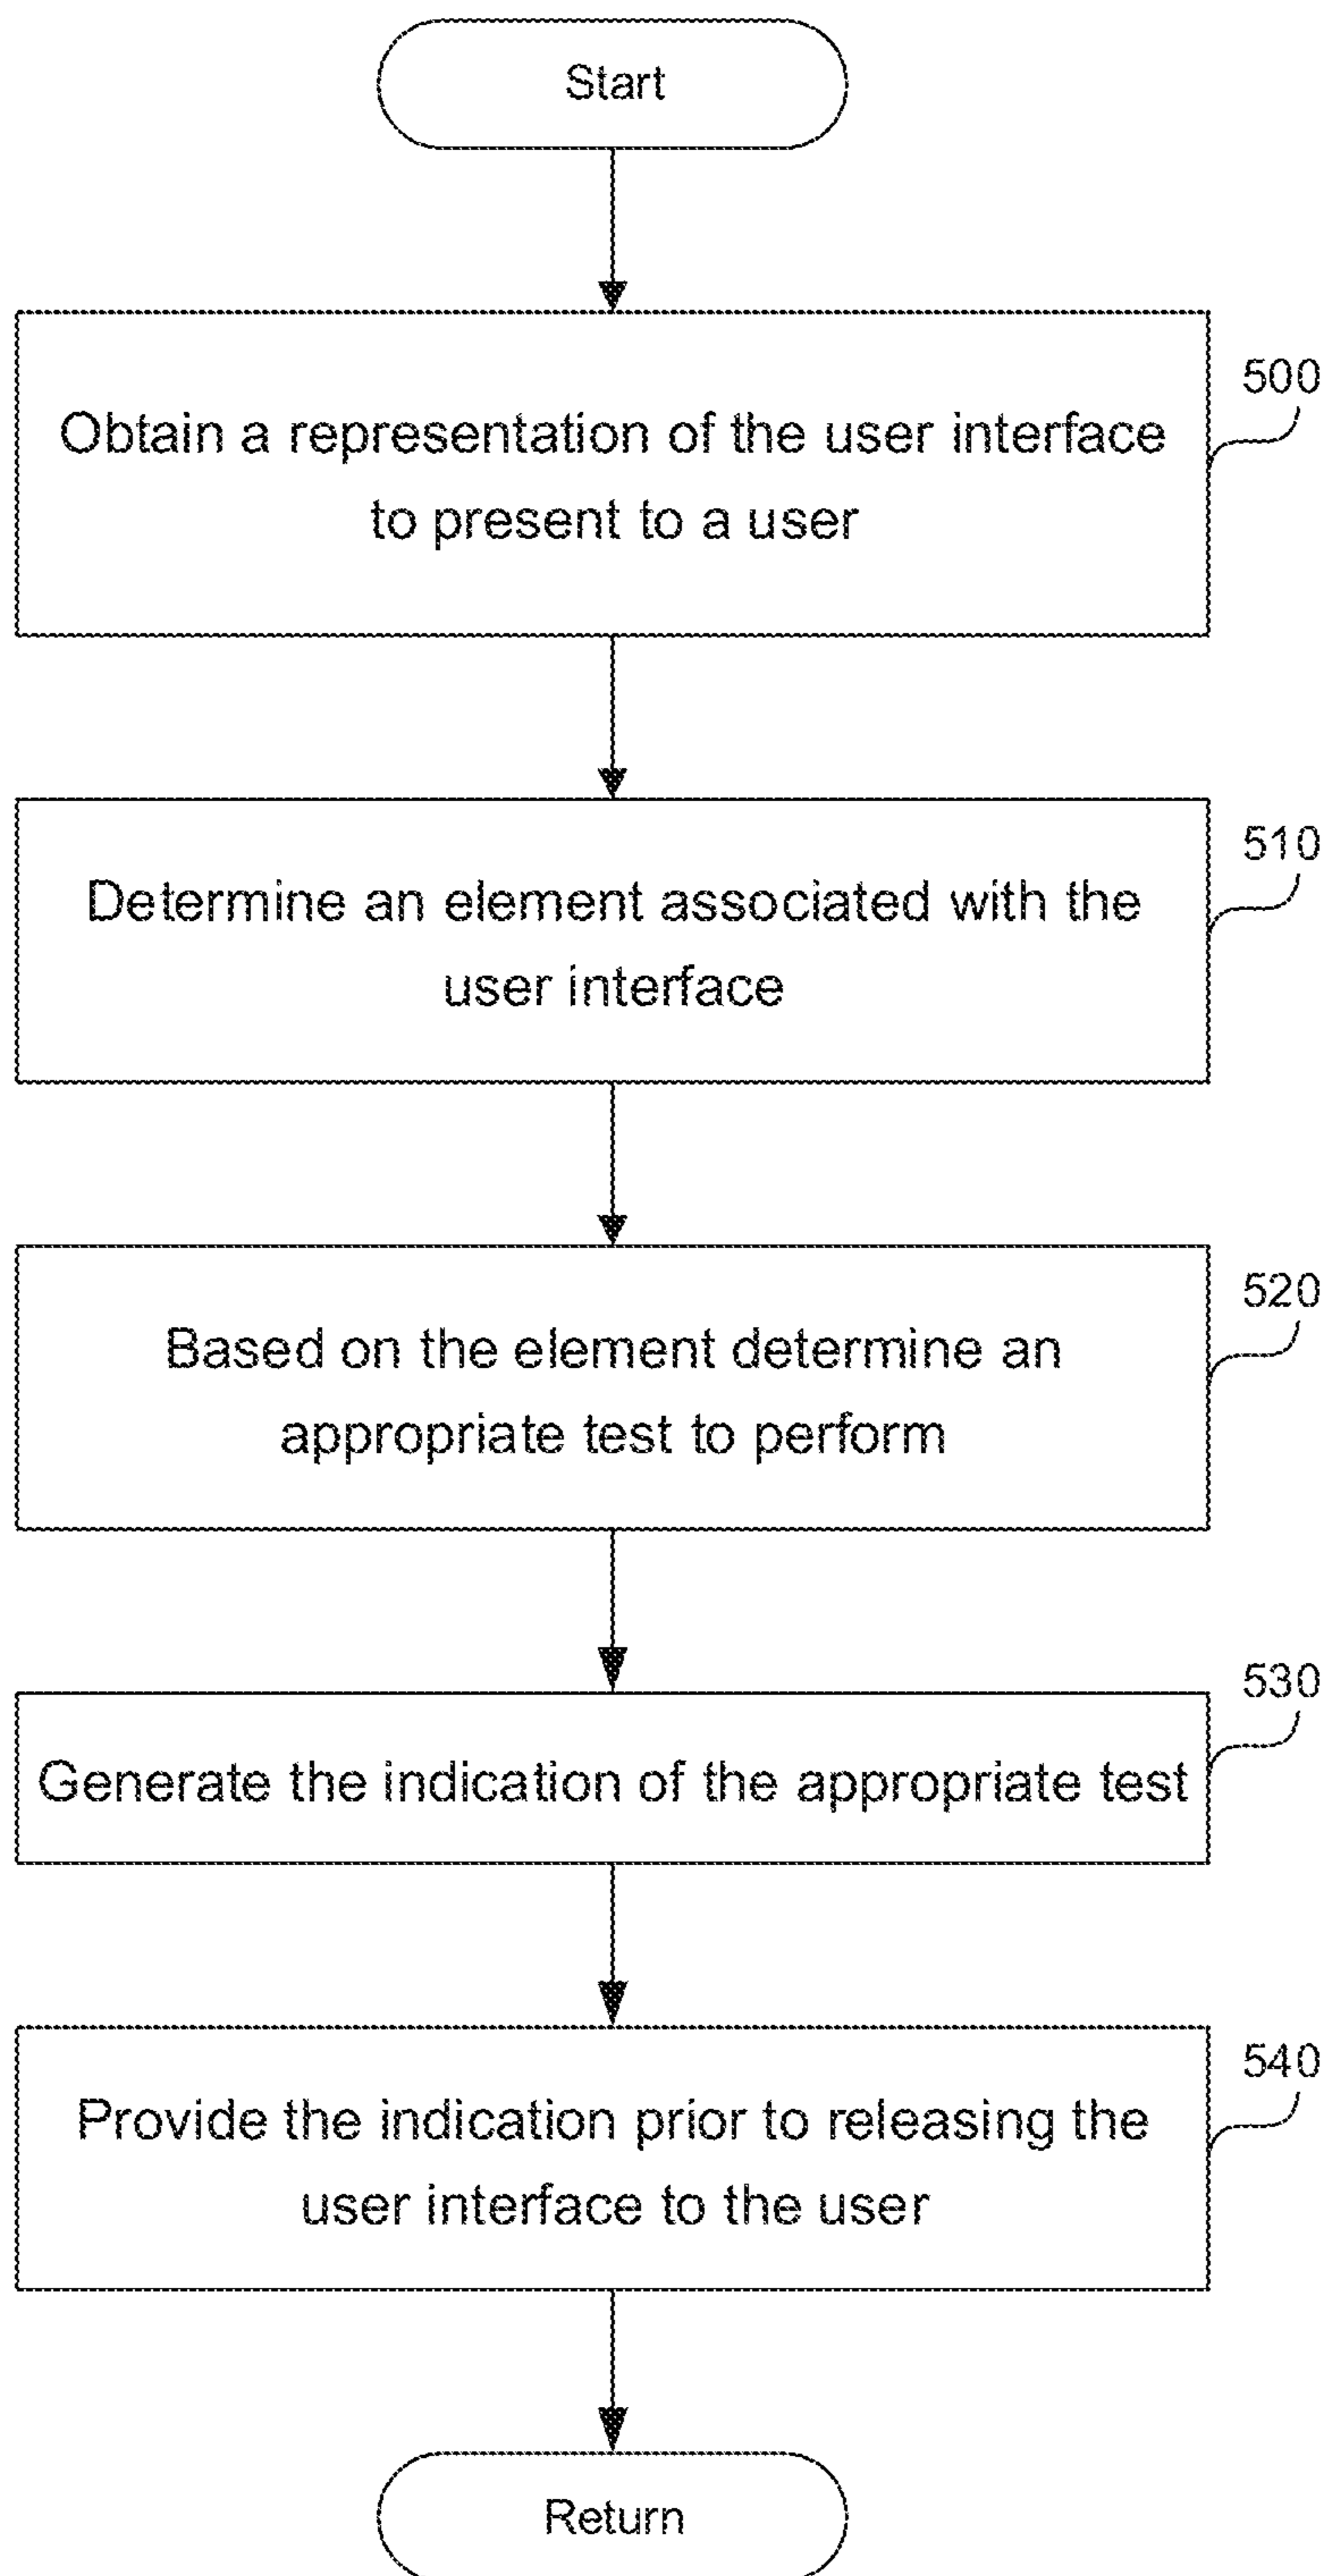 Start
500
Obtain a representation of the user interface
to present to a user
510
Determine an element associated with the
user interface
520
Based on the element determine an
appropriate test to perform
530
Generate the indication of the appropriate test
540
Provide the indication prior to releasing the
user interface to the user
Return